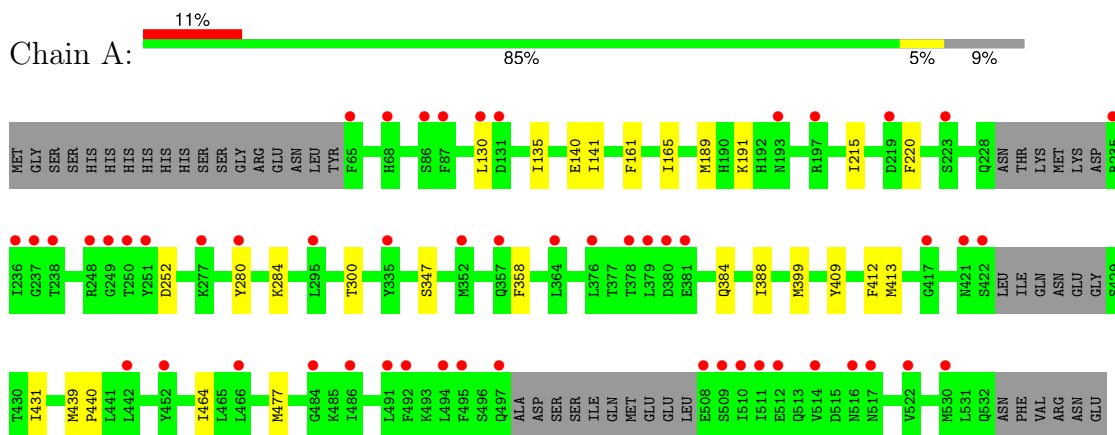 11%
Chain A:
85% 5% 9%
MET GLY SER SER HIS HIS HIS HIS HIS HIS SER SER GLY ARG GLU ASN LEU TYR F65 H68 S86 F87 L130 D131 I135 E140 I141 F161 I165 M189 H190 K191 H192 N193 R197 I215 D219 F220 S223 Q228 ASN THR LYS MET LYS LYS ASP P235
I236 G237 T238 R248 G249 T250 Y251 D252 K277 Y280 K284 L295 T300 Y335 S347 M352 Q357 F358 L364 L376 T377 T378 L379 D380 E381 Q384 I388 M399 Y409 F412 M413 G417 N421 S422 LEU ILE GLN ASN GLU GLY S429
T430 I431 M439 P440 L441 L442 Y452 I464 L465 L466 M477 G484 K485 I486 L491 F492 K493 L494 F495 S496 Q497 ALA ASP SER SER ILE GLN MET GLU GLU LEU E508 S509 I510 I511 E512 Q513 V514 D515 N516 N517 V522 M530 L531 Q532 ASN PHE VAL ARG ASN GLU